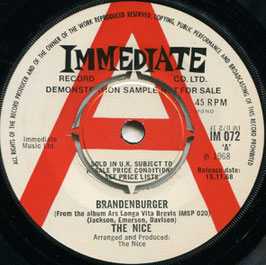 ALL RIGHTS OF THE RECORD PRODUCER AND OF THE OWNER OF THE WORK REPRODUCED RESERVED. COPYING, PUBLIC PERFORMANCE AND BROADCASTING OF THIS RECORD PROHIBITED
IMMEDIATE
RECORD CO. LTD.
DEMONSTRATION SAMPLE NOT FOR SALE
45 RPM
MONO
Immediate
Music Ltd.
IM 072
'A'
℗ 1968
SOLD IN U.K. SUBJECT TO
PRICE CONDITIONS
SEE PRICE LISTS
Release date:
15.11.68
BRANDENBURGER
(From the album Ars Longa Vita Brevis IMSP 020)
(Jackson, Emerson, Davison)
THE NICE
Arranged and Produced:
The Nice